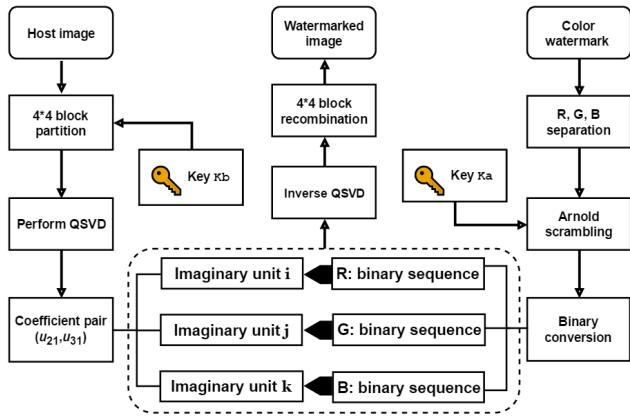 Host image
Watermarked
image
Color watermark
4*4 block
partition
4*4 block
recombination
R, G, B
separation
Key Kb
Inverse QSVD
Key Ka
Perform QSVD
Arnold
scrambling
Imaginary unit i
R: binary sequence
Coefficient pair
(u21,u31)
Imaginary unit j
G: binary sequence
Binary
conversion
Imaginary unit k
B: binary sequence